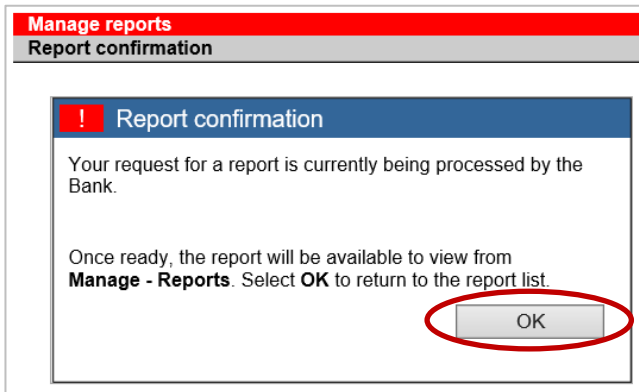 Manage reports
Report confirmation
! Report confirmation
Your request for a report is currently being processed by the
Bank.
Once ready, the report will be available to view from
Manage - Reports. Select OK to return to the report list.
OK